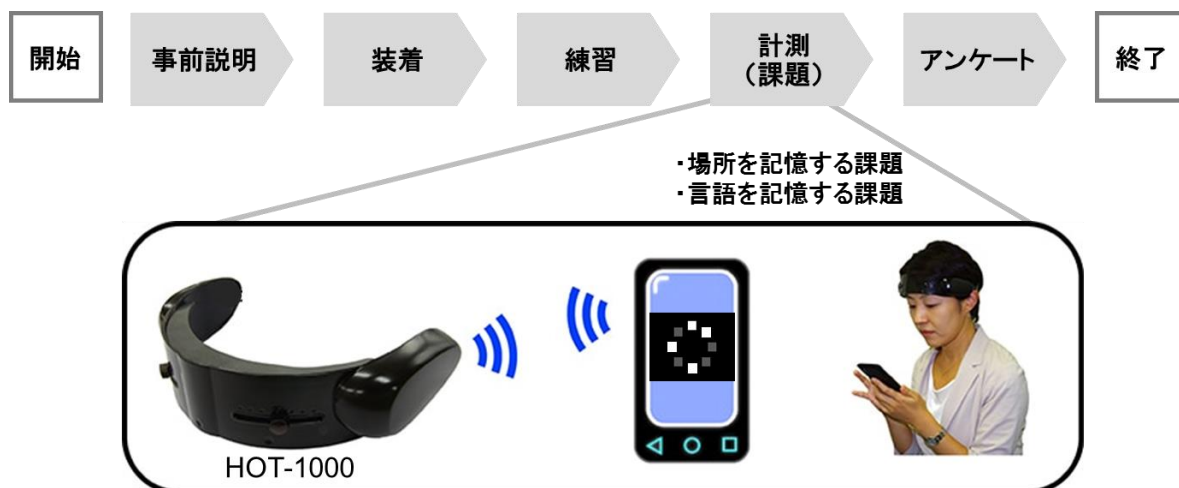 開始
事前説明
装着
練習
計測
（課題）
アンケート
終了
・場所を記憶する課題
・言語を記憶する課題
HOT-1000